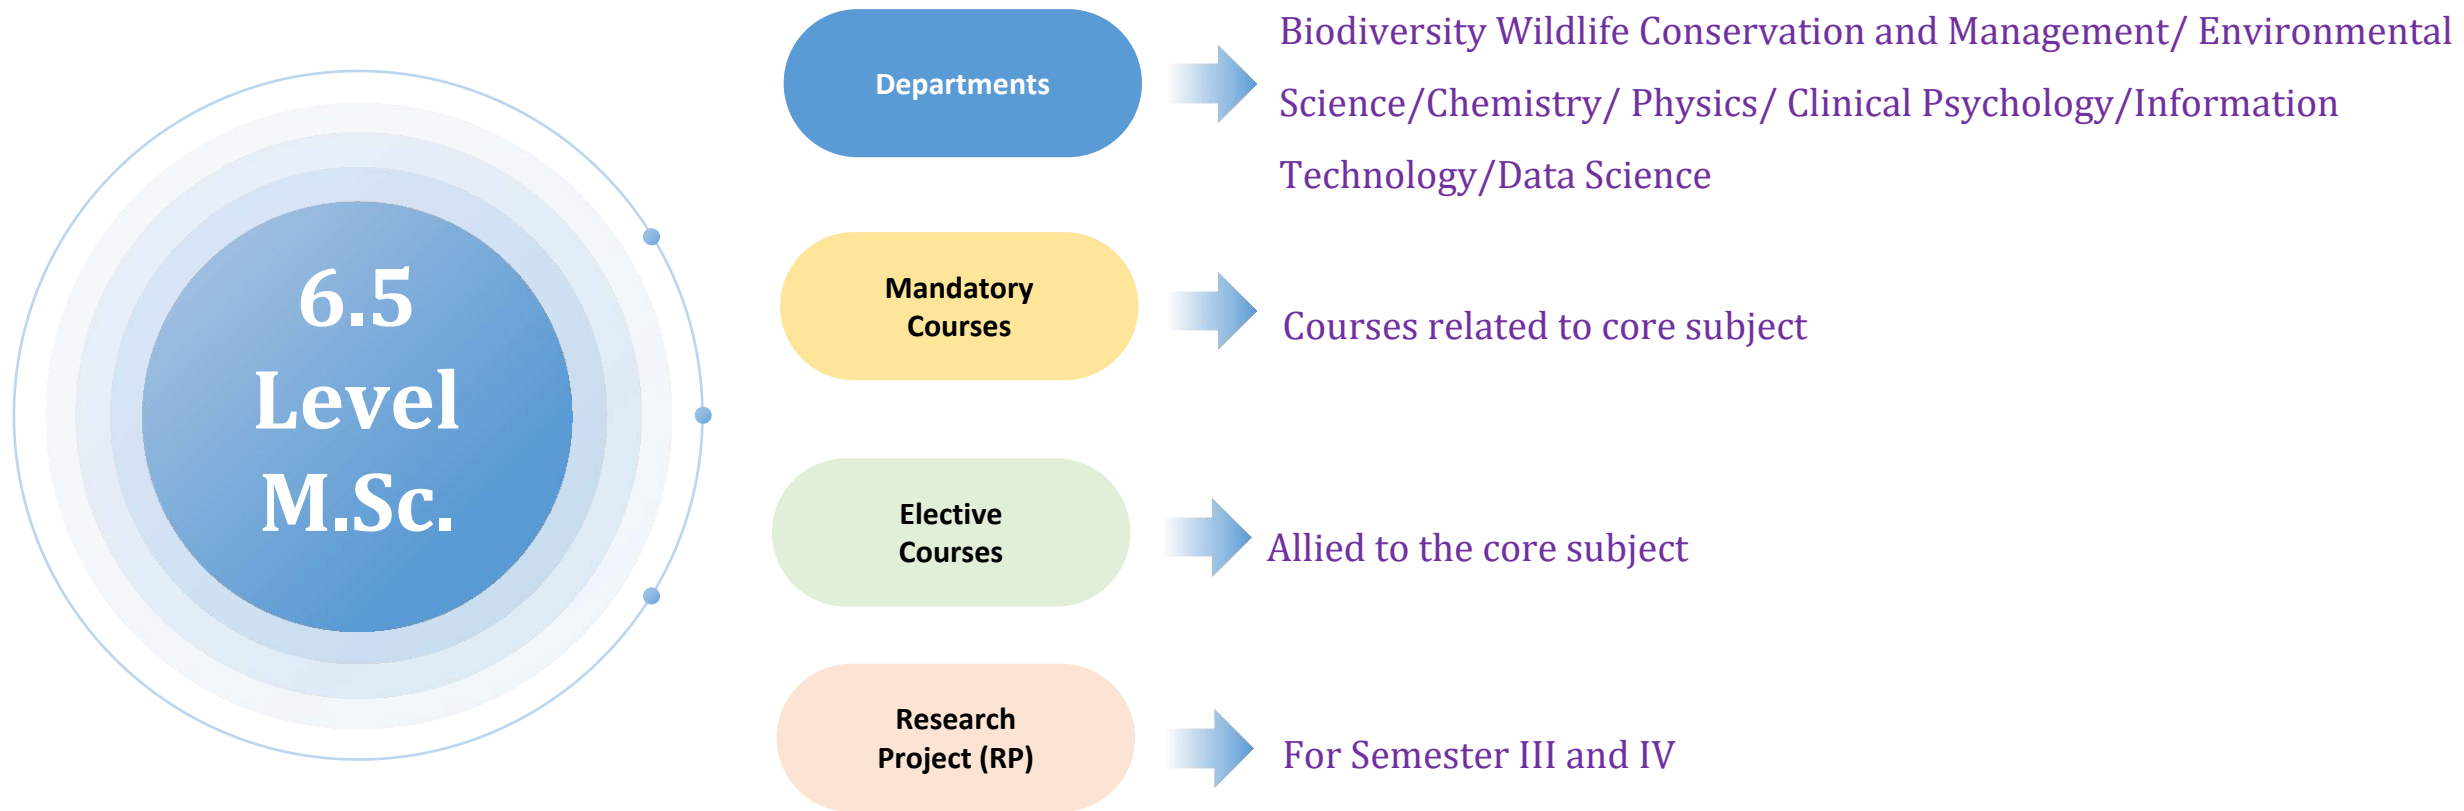 6.5
Level
M.Sc.
Departments
Biodiversity Wildlife Conservation and Management/ Environmental
Science/Chemistry/ Physics/ Clinical Psychology/Information
Technology/Data Science
Mandatory
Courses
Courses related to core subject
Elective
Courses
Allied to the core subject
Research
Project (RP)
For Semester III and IV